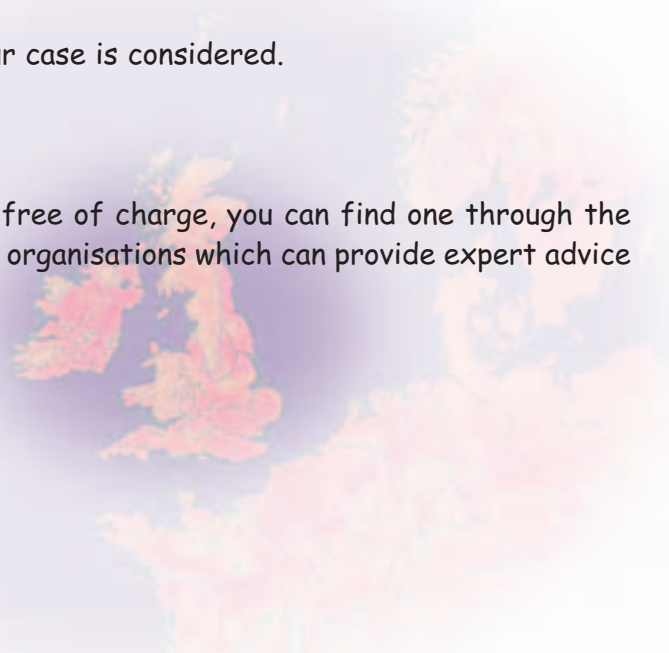 case is considered.
free of charge, you can find one through the
organisations which can provide expert advice